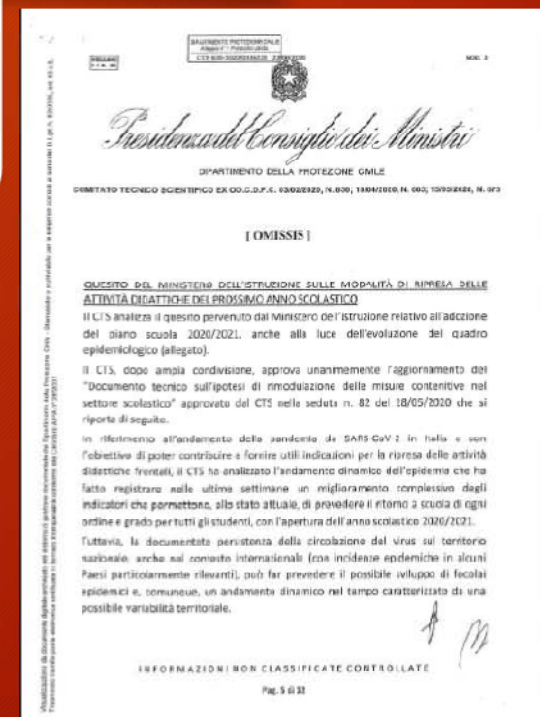 MOD. 3
Presidenza del Consiglio dei Ministri
DIPARTIMENTO DELLA PROTEZIONE CIVILE
COMITATO TECNICO SCIENTIFICO EX OO.C.D.P.C.
[ OMISSIS ]
QUESITO DEL MINISTERO DELL'ISTRUZIONE SULLE MODALITÀ DI RIPRESA DELLE
ATTIVITÀ DIDATTICHE DEL PROSSIMO ANNO SCOLASTICO
Il CTS analizza il quesito pervenuto dal Ministero dell'istruzione relativo all'adozione
del piano scuola 2020/2021, anche alla luce dell'evoluzione del quadro
epidemiologico (allegato).
Il CTS, dopo ampia condivisione, approva unanimemente l'aggiornamento del
"Documento tecnico sull'ipotesi di rimodulazione delle misure contenitive nel
settore scolastico" approvato dal CTS nella seduta n. 82 del 18/05/2020 che si
riporta di seguito.
In riferimento all'andamento della pandemia da SARS-CoV-2 in Italia e con
l'obiettivo di poter contribuire e fornire utili indicazioni per la ripresa delle attività
didattiche frontali, il CTS ha analizzato l'andamento dinamico dell'epidemia che ha
fatto registrare nelle ultime settimane un miglioramento complessivo degli
indicatori che permettono, allo stato attuale, di prevedere il ritorno a scuola di ogni
ordine e grado per tutti gli studenti, con l'apertura dell'anno scolastico 2020/2021.
Tuttavia, la documentata persistenza della circolazione del virus sul territorio
nazionale, anche nel contesto internazionale (con incidenze epidemiche in alcuni
Paesi particolarmente rilevanti), può far prevedere il possibile sviluppo di focolai
epidemici e, comunque, un andamento dinamico nel tempo caratterizzato da una
possibile variabilità territoriale.
INFORMAZIONI NON CLASSIFICATE CONTROLLATE
Pag. 5 di 32